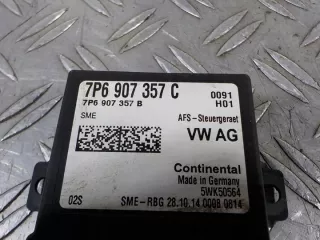 7P6 907 357 C 0091
7P6 907 357 B H01
SME AFS-Steuergeraet
VW AG
Continental
Made in Germany
5WK50564
02S SME-RBG 28.10.14 0008 0814